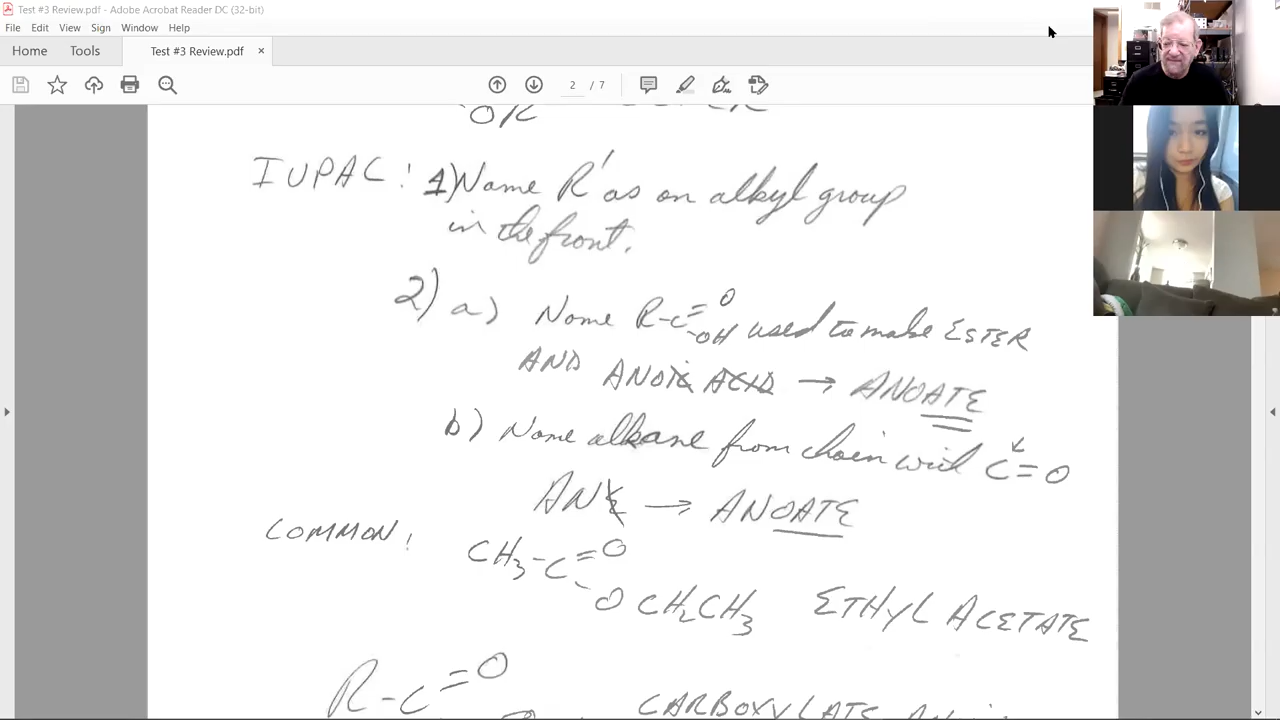 Test #3 Review.pdf - Adobe Acrobat Reader DC (32-bit)
File Edit View Sign Window Help
Home Tools Test #3 Review.pdf ×
2 / 7
OR
IUPAC: 1) Name R' as an alkyl group
in the front.
2) a) Name R-C=O
-OH used to make ESTER
AND ANOIC ACID → ANOATE
b) Name alkane from chain with C=O
ANE → ANOATE
COMMON:
CH3-C=O
OCH2CH3 ETHYL ACETATE
R-C=O
CARBOXYLATE